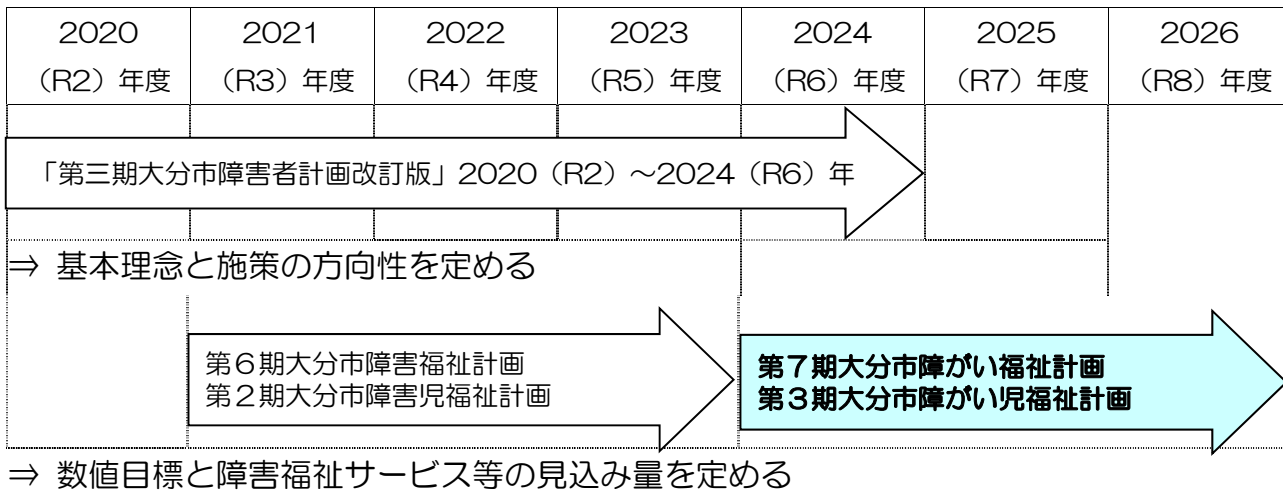 2020 2021 2022 2023 2024 2025 2026
（R2）年度 （R3）年度 （R4）年度 （R5）年度 （R6）年度 （R7）年度 （R8）年度
「第三期大分市障害者計画改訂版」2020（R2）～2024（R6）年
⇒ 基本理念と施策の方向性を定める
第６期大分市障害福祉計画
第２期大分市障害児福祉計画
第７期大分市障がい福祉計画
第３期大分市障がい児福祉計画
⇒ 数値目標と障害福祉サービス等の見込み量を定める